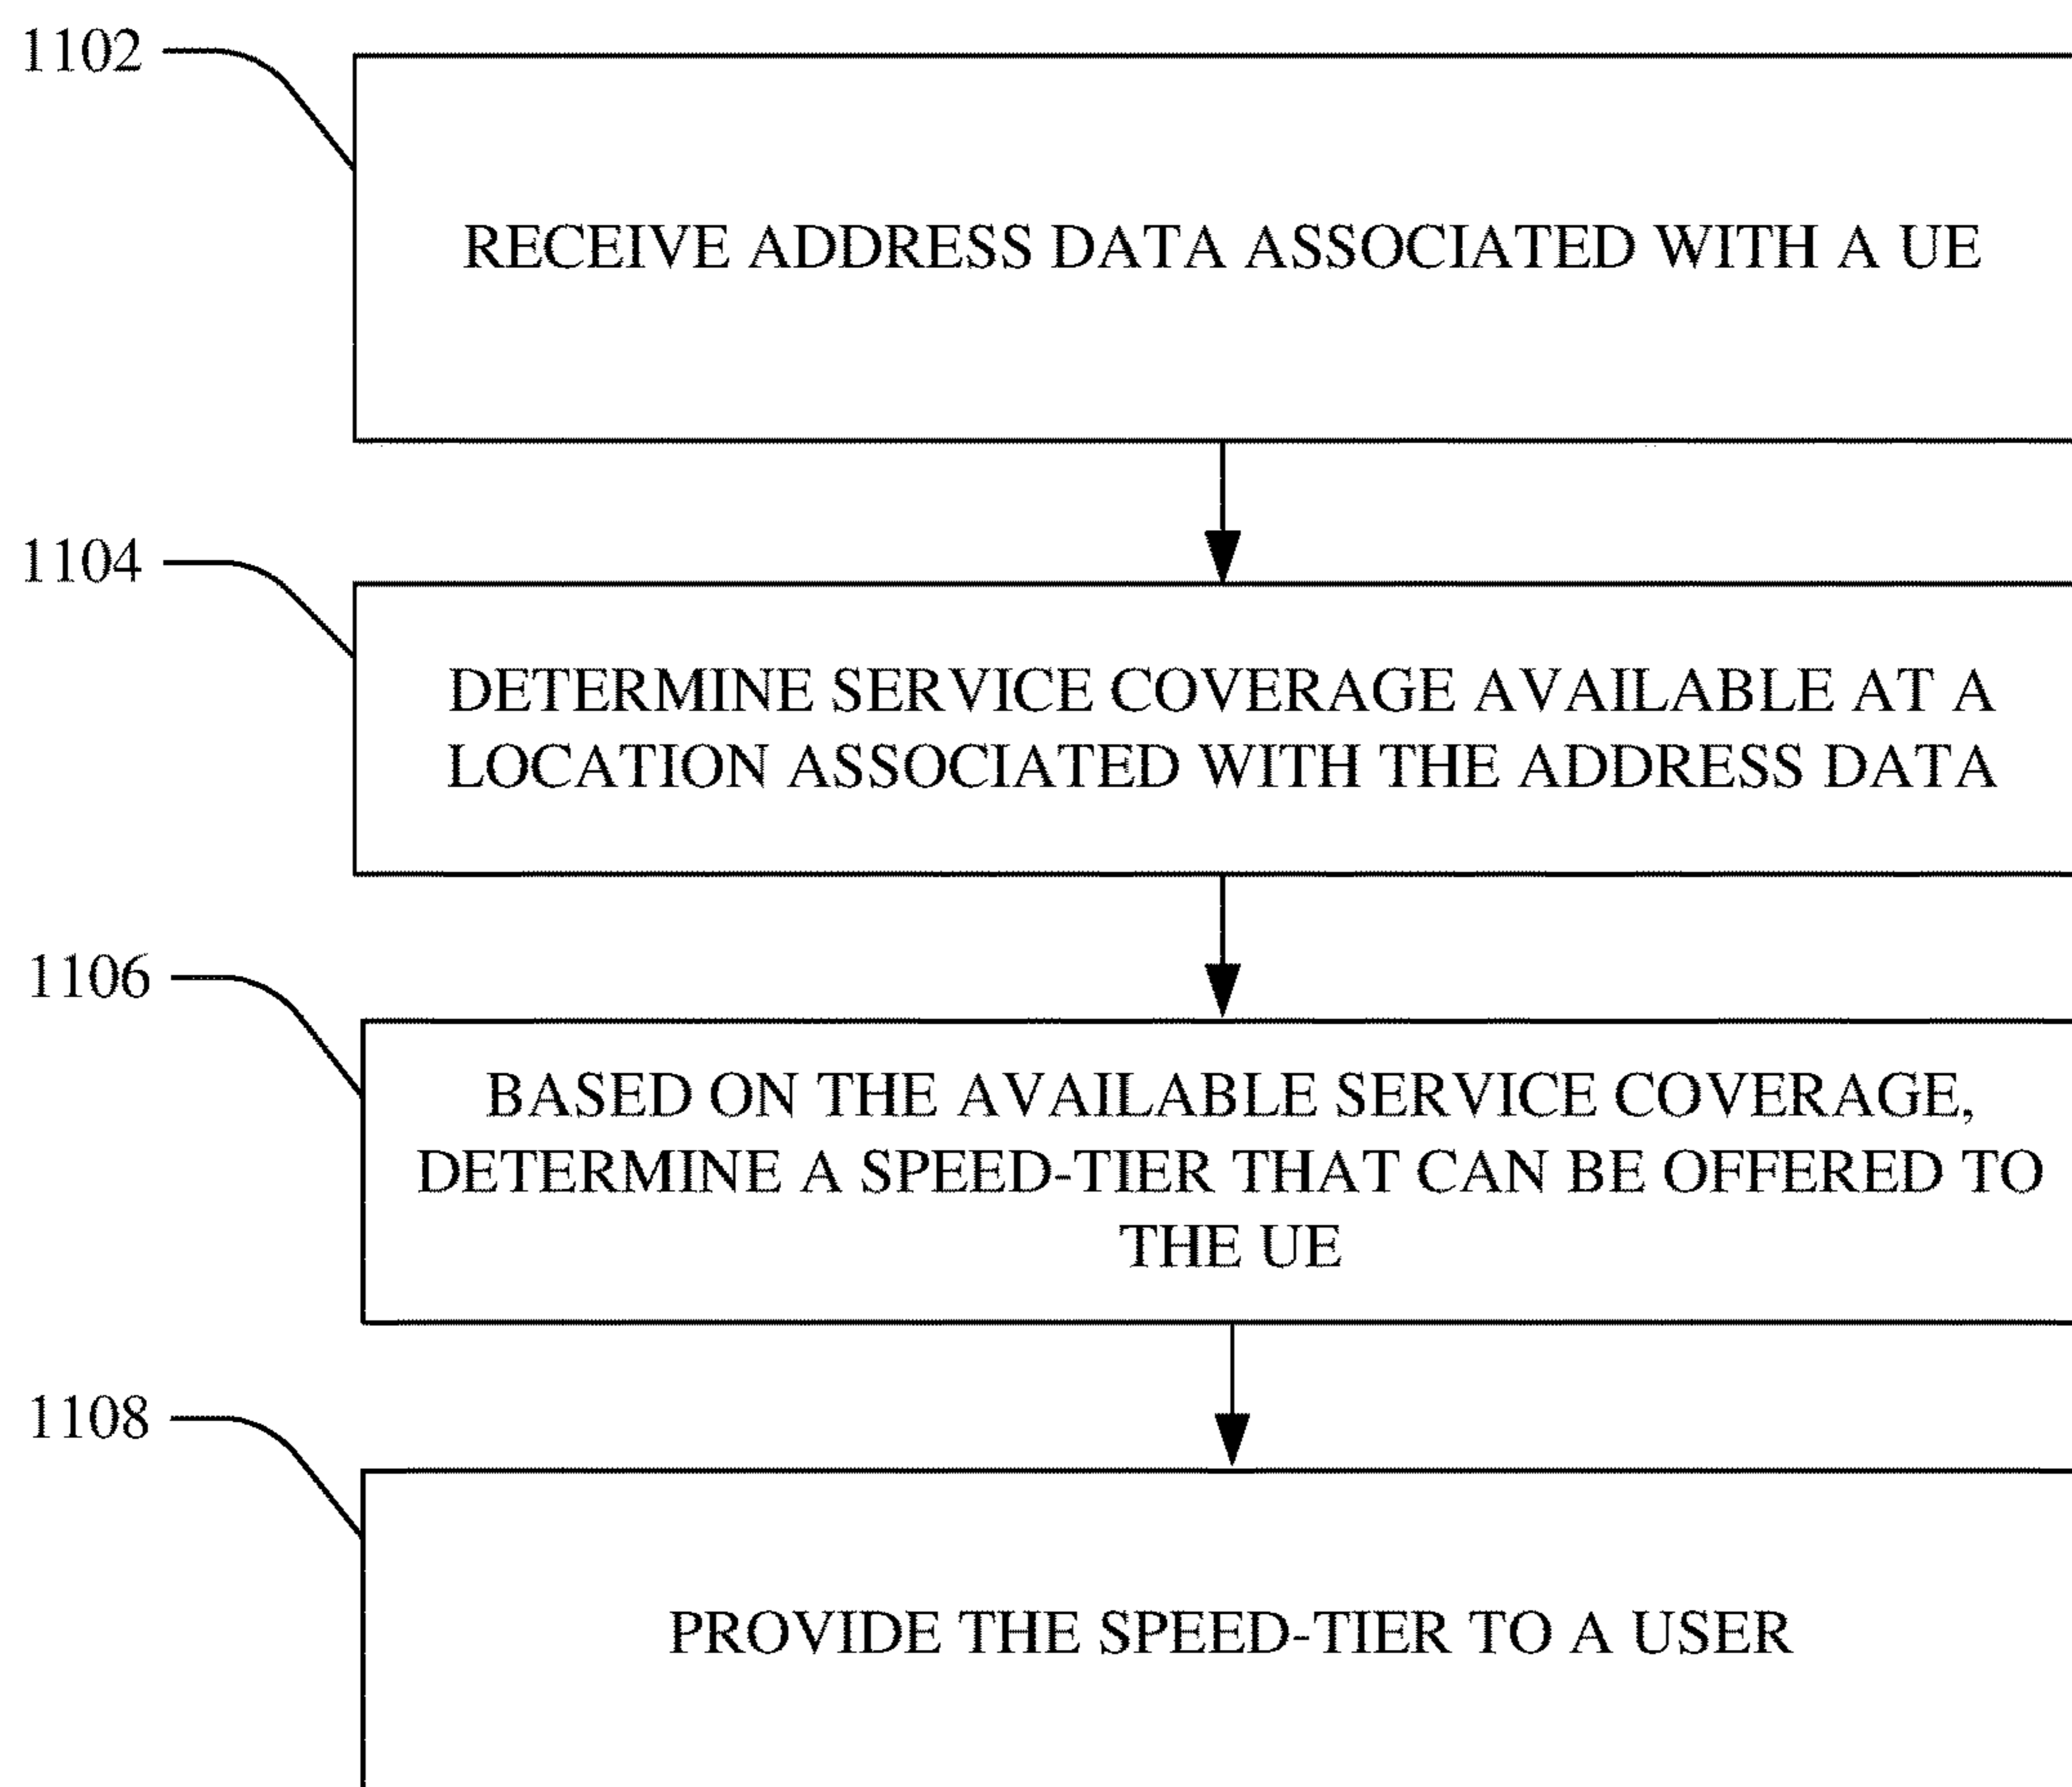 1102
RECEIVE ADDRESS DATA ASSOCIATED WITH A UE
1104
DETERMINE SERVICE COVERAGE AVAILABLE AT A
LOCATION ASSOCIATED WITH THE ADDRESS DATA
1106
BASED ON THE AVAILABLE SERVICE COVERAGE,
DETERMINE A SPEED-TIER THAT CAN BE OFFERED TO
THE UE
1108
PROVIDE THE SPEED-TIER TO A USER